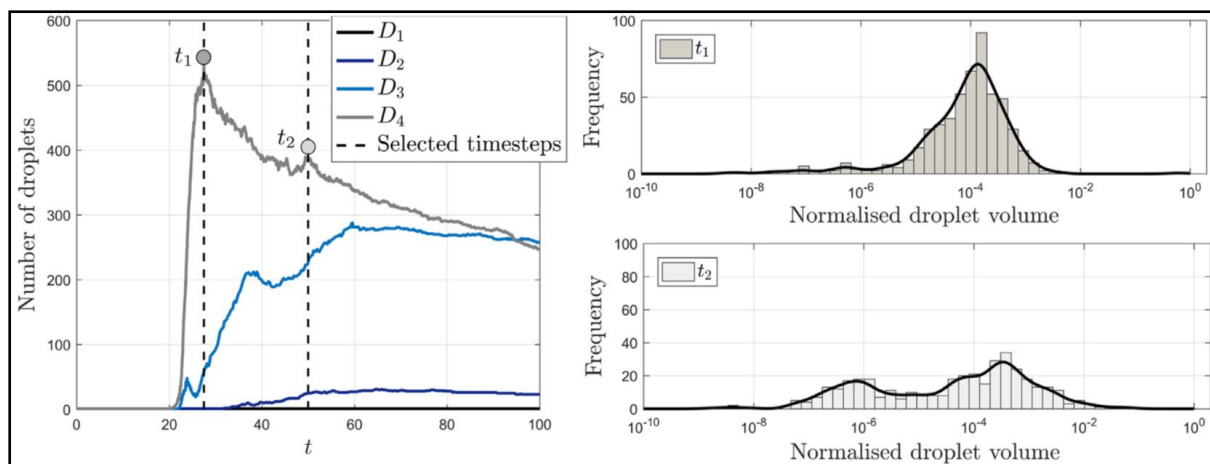 600
500
400
300
200
100
0
0
20
40
60
80
100
Number of droplets
t
t₁
t₂
D₁
D₂
D₃
D₄
Selected timesteps
100
50
0
10⁻¹⁰
10⁻⁸
10⁻⁶
10⁻⁴
10⁻²
10⁰
Frequency
Normalised droplet volume
t₁
100
80
60
40
20
0
10⁻¹⁰
10⁻⁸
10⁻⁶
10⁻⁴
10⁻²
10⁰
Frequency
Normalised droplet volume
t₂